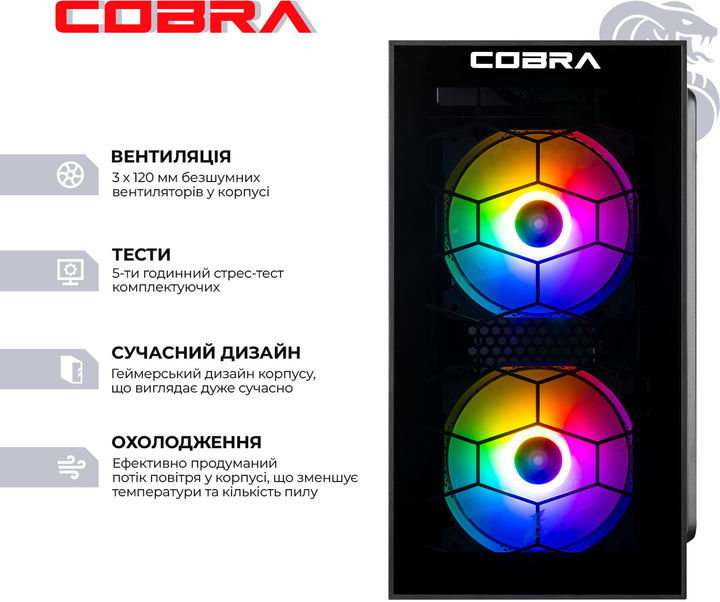 COBRA
COBRA
ВЕНТИЛЯЦІЯ
3 х 120 мм безшумних
вентиляторів у корпусі
ТЕСТИ
5-ти годинний стрес-тест
комплектуючих
СУЧАСНИЙ ДИЗАЙН
Геймерський дизайн корпусу,
що виглядає дуже сучасно
ОХОЛОДЖЕННЯ
Ефективно продуманий
потік повітря у корпусі, що зменшує
температури та кількість пилу